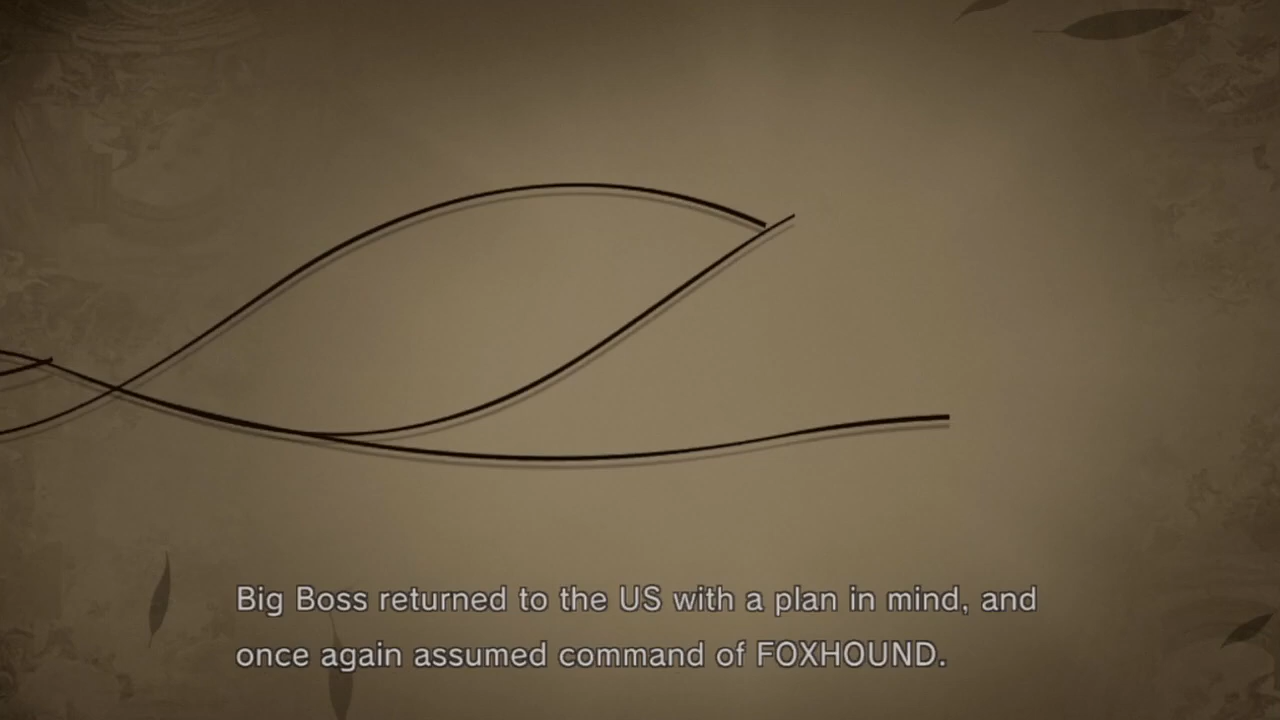 Big Boss returned to the US with a plan in mind, and
once again assumed command of FOXHOUND.